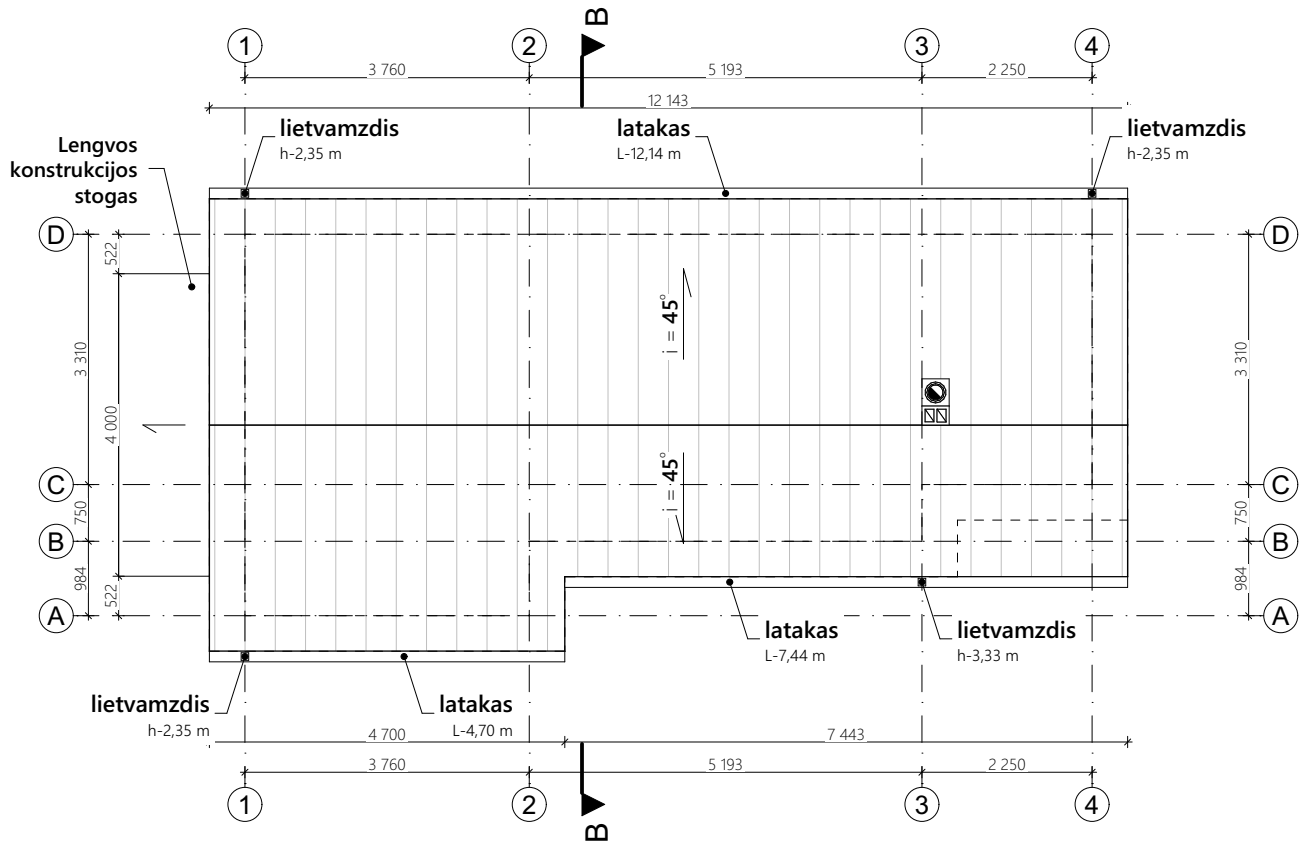 B
1
2
3
4
3 760
5 193
2 250
12 143
lietvamzdis
h-2,35 m
latakas
L-12,14 m
lietvamzdis
h-2,35 m
Lengvos
konstrukcijos
stogas
D
D
522
3 310
4 000
i = 45°
3 310
C
C
750
i = 45°
750
B
B
984
522
984
A
A
latakas
L-7,44 m
lietvamzdis
h-3,33 m
lietvamzdis
h-2,35 m
latakas
L-4,70 m
4 700
7 443
3 760
5 193
2 250
1
2
3
4
B